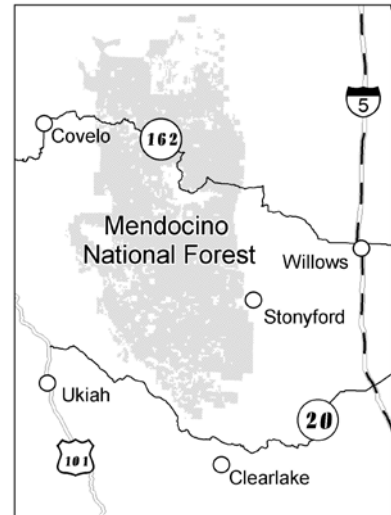 5
Covelo
162
Mendocino
National Forest
Willows
Stonyford
Ukiah
20
101
Clearlake